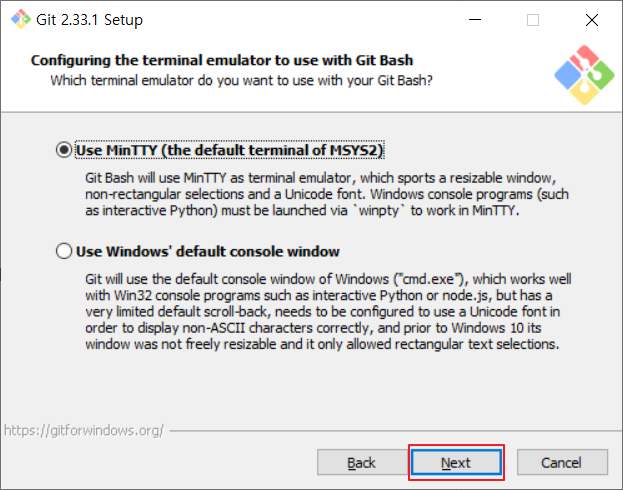 Git 2.33.1 Setup
Configuring the terminal emulator to use with Git Bash
Which terminal emulator do you want to use with your Git Bash?
Use MinTTY (the default terminal of MSYS2)
Git Bash will use MinTTY as terminal emulator, which sports a resizable window,
non-rectangular selections and a Unicode font. Windows console programs (such
as interactive Python) must be launched via `winpty` to work in MinTTY.
Use Windows' default console window
Git will use the default console window of Windows ("cmd.exe"), which works well
with Win32 console programs such as interactive Python or node.js, but has a
very limited default scroll-back, needs to be configured to use a Unicode font in
order to display non-ASCII characters correctly, and prior to Windows 10 its
window was not freely resizable and it only allowed rectangular text selections.
https://gitforwindows.org/
Back
Next
Cancel